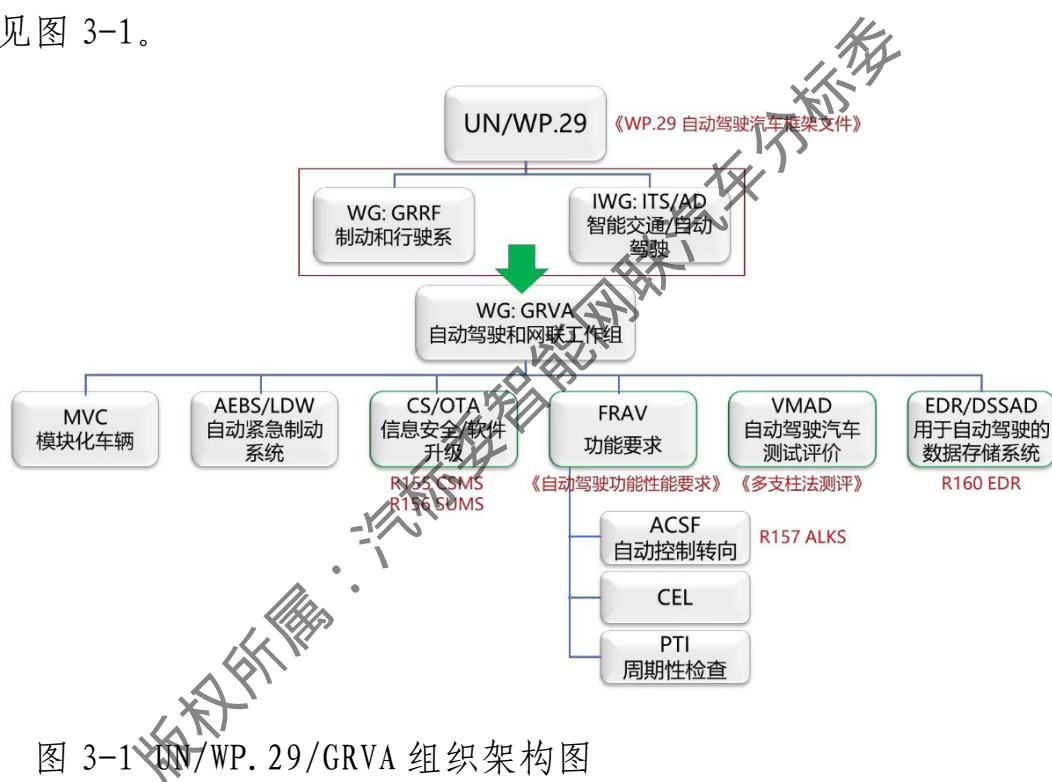 见图 3-1。
UN/WP.29
《WP.29 自动驾驶汽车框架文件》
WG: GRRF
制动和行驶系
IWG: ITS/AD
智能交通/自动
驾驶
WG: GRVA
自动驾驶和网联工作组
MVC
模块化车辆
AEBS/LDW
自动紧急制动
系统
CS/OTA
信息安全/软件
升级
R155 CSMS
R156 SUMS
FRAV
功能要求
《自动驾驶功能性能要求》
VMAD
自动驾驶汽车
测试评价
《多支柱法测评》
EDR/DSSAD
用于自动驾驶的
数据存储系统
R160 EDR
ACSF
自动控制转向
R157 ALKS
CEL
PTI
周期性检查
图 3-1 UN/WP.29/GRVA 组织架构图
版权所属：汽标委智能网联汽车分标委